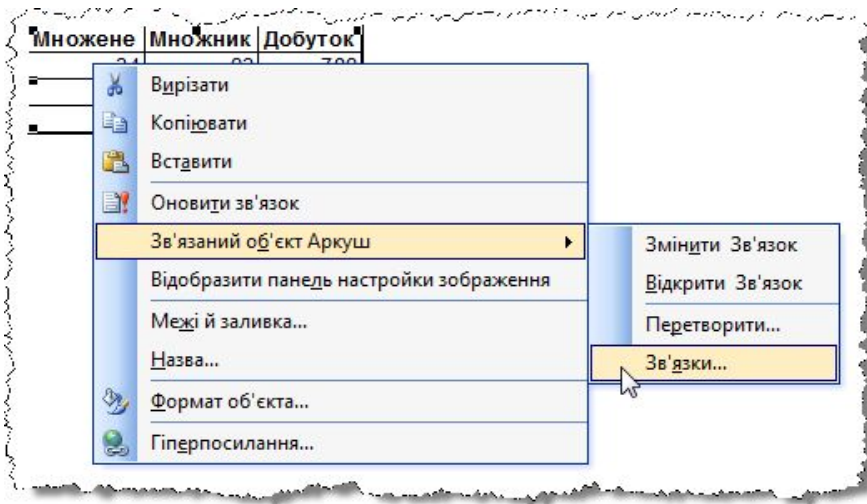 Множене Множник Добуток
Вирізати
Копіювати
Вставити
Оновити зв'язок
Зв'язаний об'єкт Аркуш
Відобразити панель настройки зображення
Межі й заливка...
Назва...
Формат об'єкта...
Гіперпосилання...
Змінити Зв'язок
Відкрити Зв'язок
Перетворити...
Зв'язки...